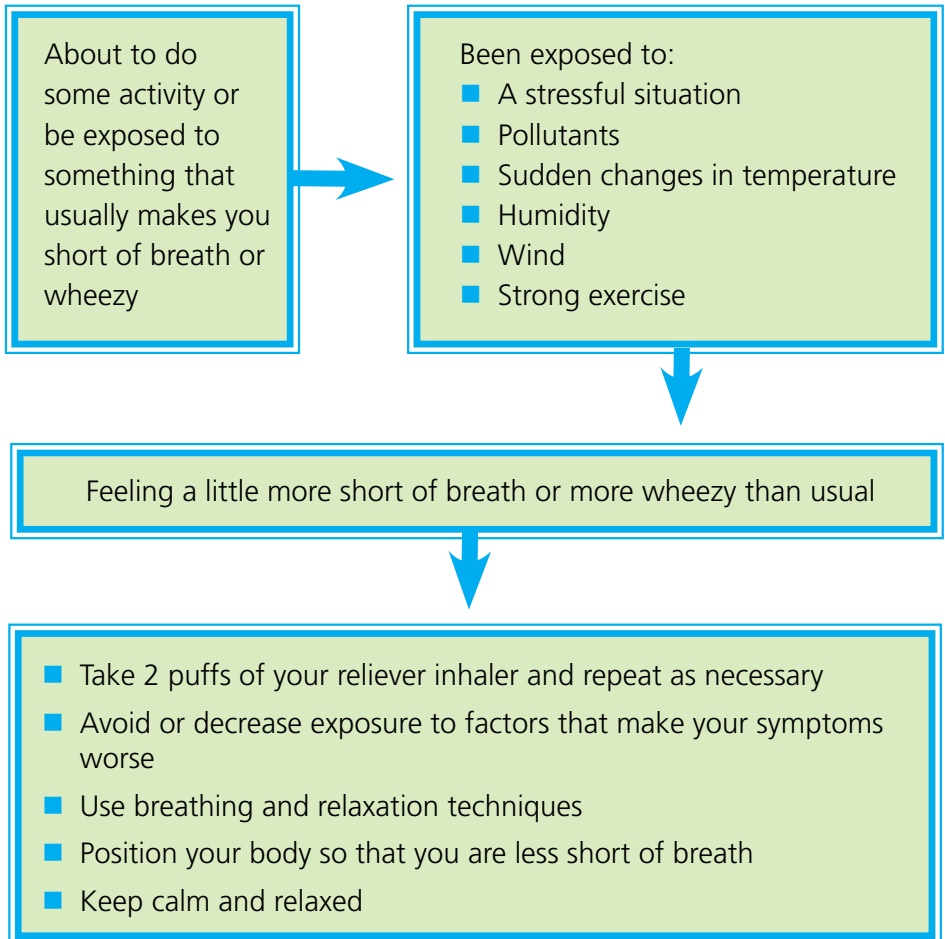 About to do
some activity or
be exposed to
something that
usually makes you
short of breath or
wheezy
Been exposed to:
A stressful situation
Pollutants
Sudden changes in temperature
Humidity
Wind
Strong exercise
Feeling a little more short of breath or more wheezy than usual
Take 2 puffs of your reliever inhaler and repeat as necessary
Avoid or decrease exposure to factors that make your symptoms
worse
Use breathing and relaxation techniques
Position your body so that you are less short of breath
Keep calm and relaxed